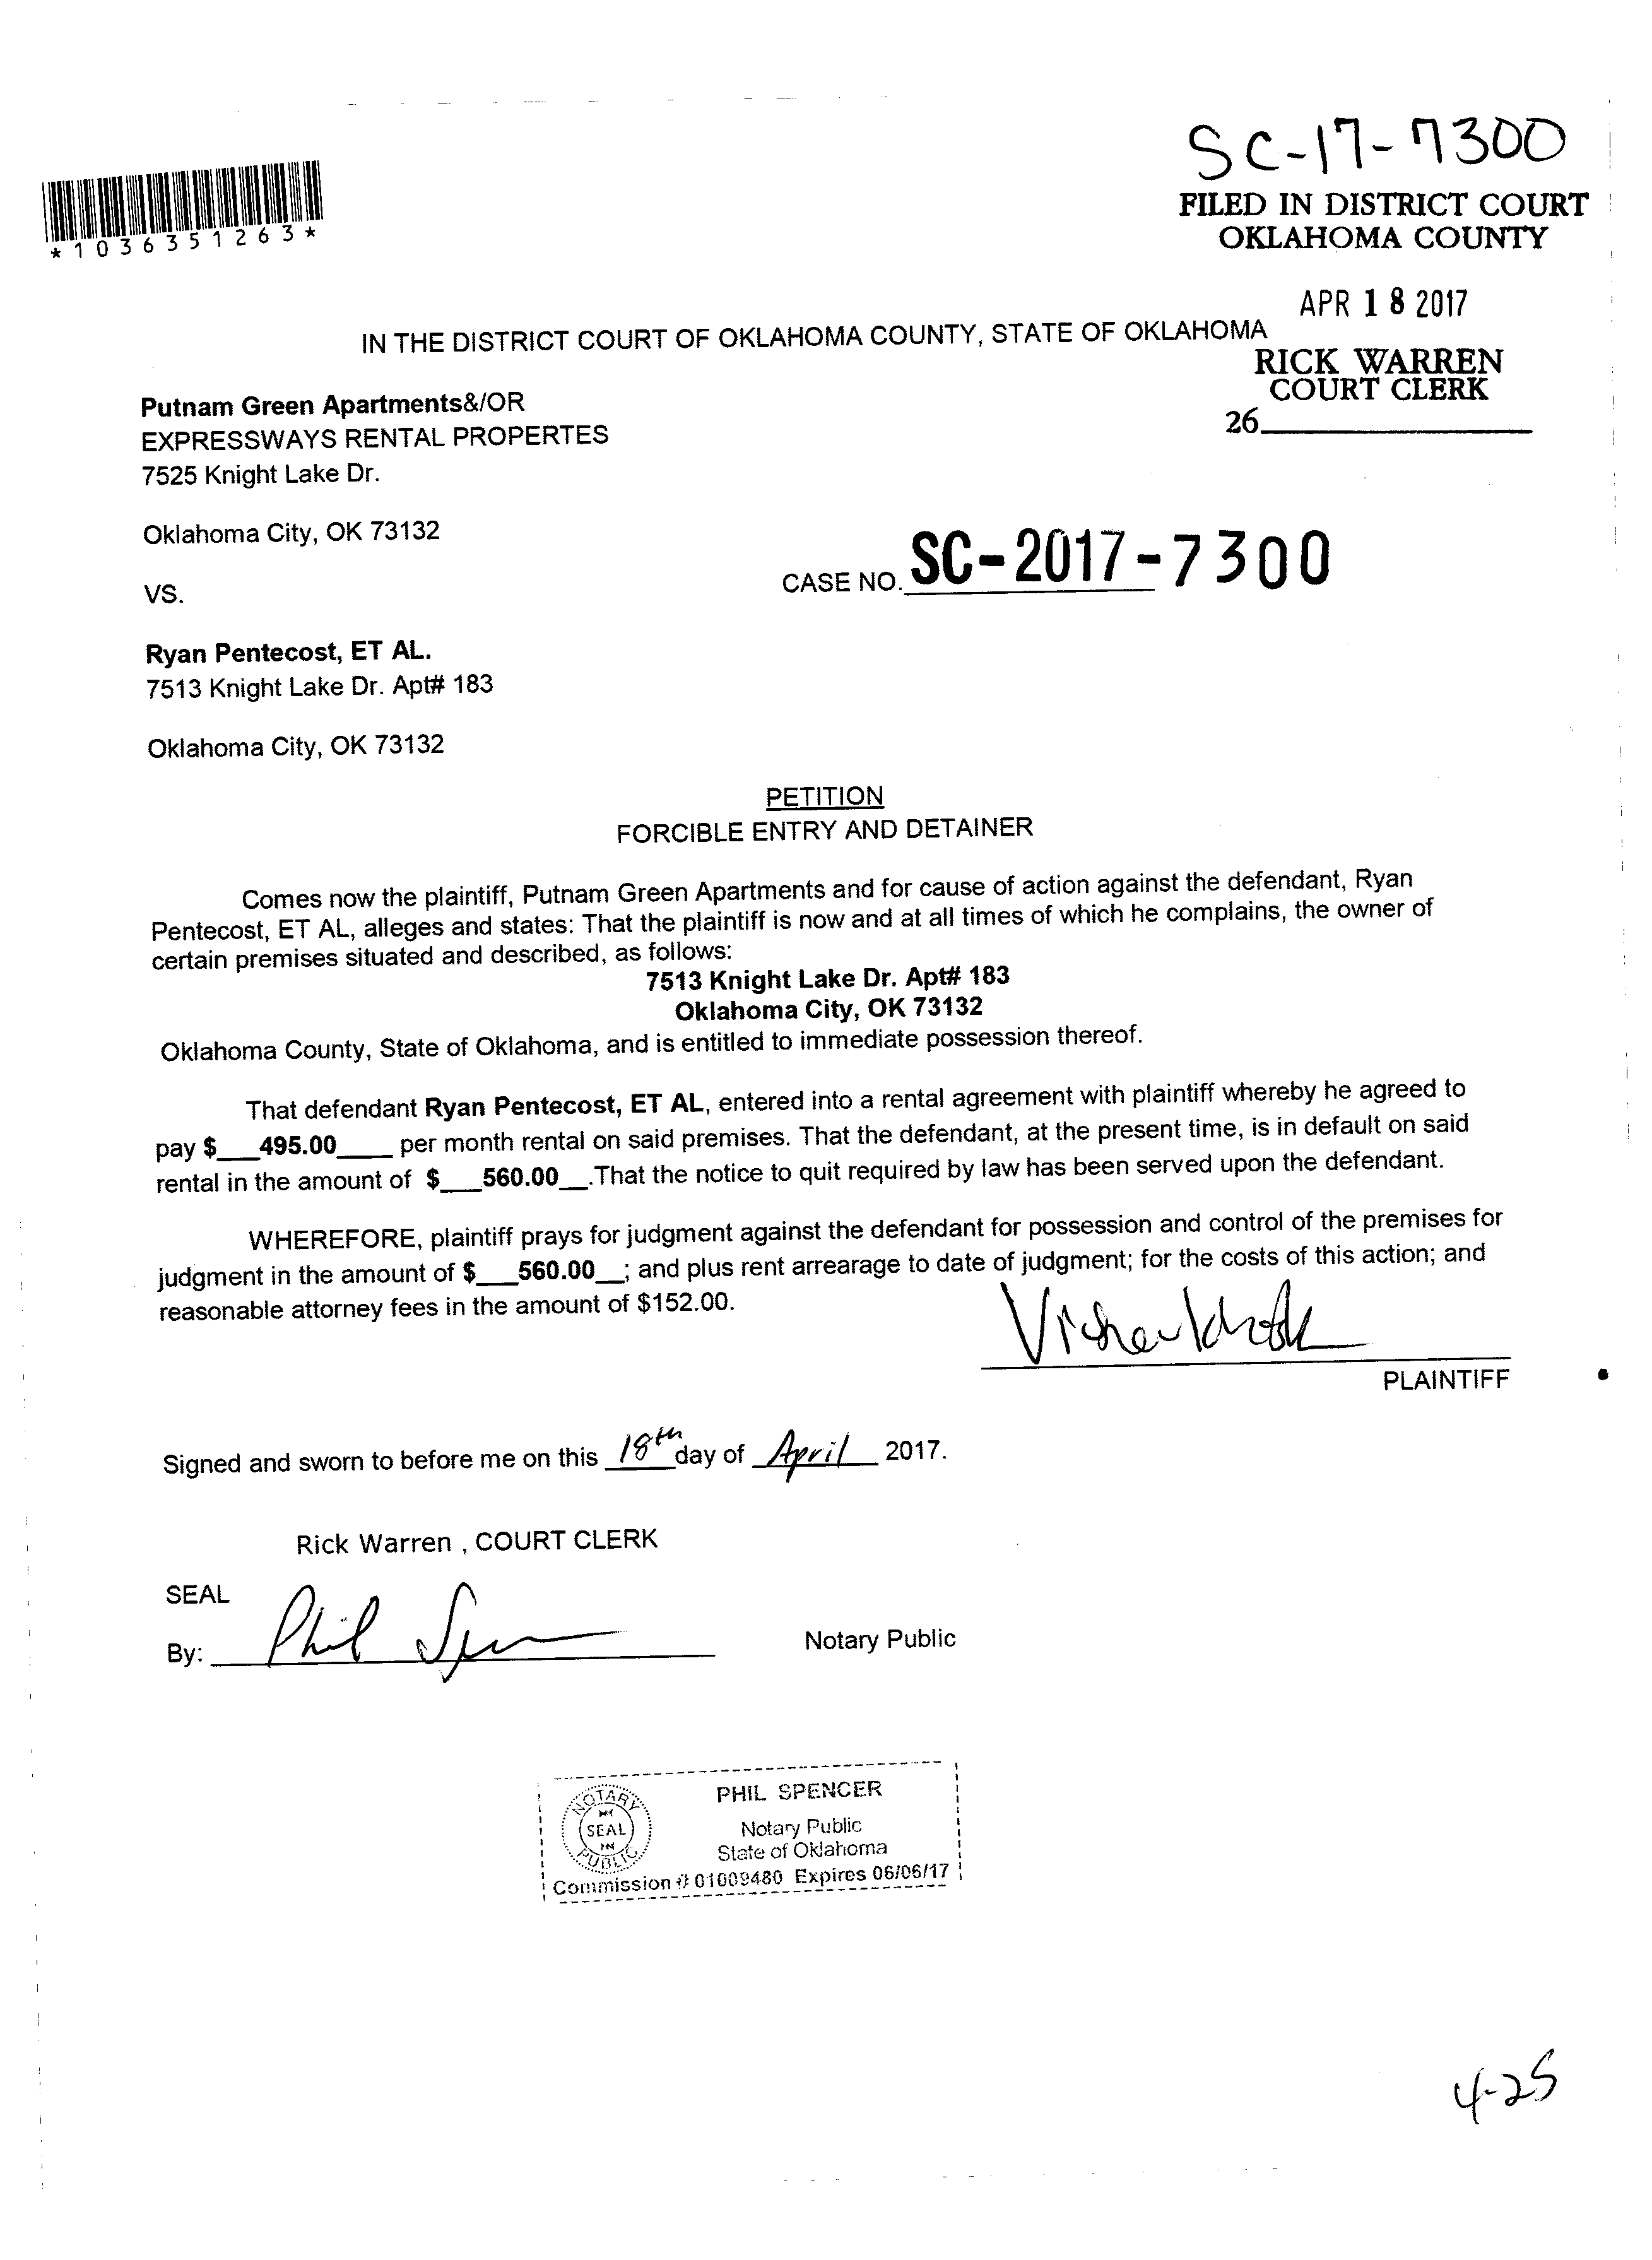 SC-17-7300
FILED IN DISTRICT COURT
OKLAHOMA COUNTY
*1036351263*
APR 18 2017
IN THE DISTRICT COURT OF OKLAHOMA COUNTY, STATE OF OKLAHOMA
RICK WARREN
COURT CLERK
26
Putnam Green Apartments&/OR
EXPRESSWAYS RENTAL PROPERTES
7525 Knight Lake Dr.
Oklahoma City, OK 73132
CASE NO. SC-2017-7300
VS.
Ryan Pentecost, ET AL.
7513 Knight Lake Dr. Apt# 183
Oklahoma City, OK 73132
PETITION
FORCIBLE ENTRY AND DETAINER
Comes now the plaintiff, Putnam Green Apartments and for cause of action against the defendant, Ryan
Pentecost, ET AL, alleges and states: That the plaintiff is now and at all times of which he complains, the owner of
certain premises situated and described, as follows:
7513 Knight Lake Dr. Apt# 183
Oklahoma City, OK 73132
Oklahoma County, State of Oklahoma, and is entitled to immediate possession thereof.
That defendant Ryan Pentecost, ET AL, entered into a rental agreement with plaintiff whereby he agreed to
pay $___495.00____ per month rental on said premises. That the defendant, at the present time, is in default on said
rental in the amount of $___560.00__.That the notice to quit required by law has been served upon the defendant.
WHEREFORE, plaintiff prays for judgment against the defendant for possession and control of the premises for
judgment in the amount of $___560.00__; and plus rent arrearage to date of judgment; for the costs of this action; and
reasonable attorney fees in the amount of $152.00.
PLAINTIFF
Signed and sworn to before me on this 18th day of April 2017.
Rick Warren , COURT CLERK
SEAL
By: Phil Notary Public
NOTARY
SEAL
PUBLIC
PHIL SPENCER
Notary Public
State of Oklahoma
Commission # 01009480 Expires 06/06/17
4-25